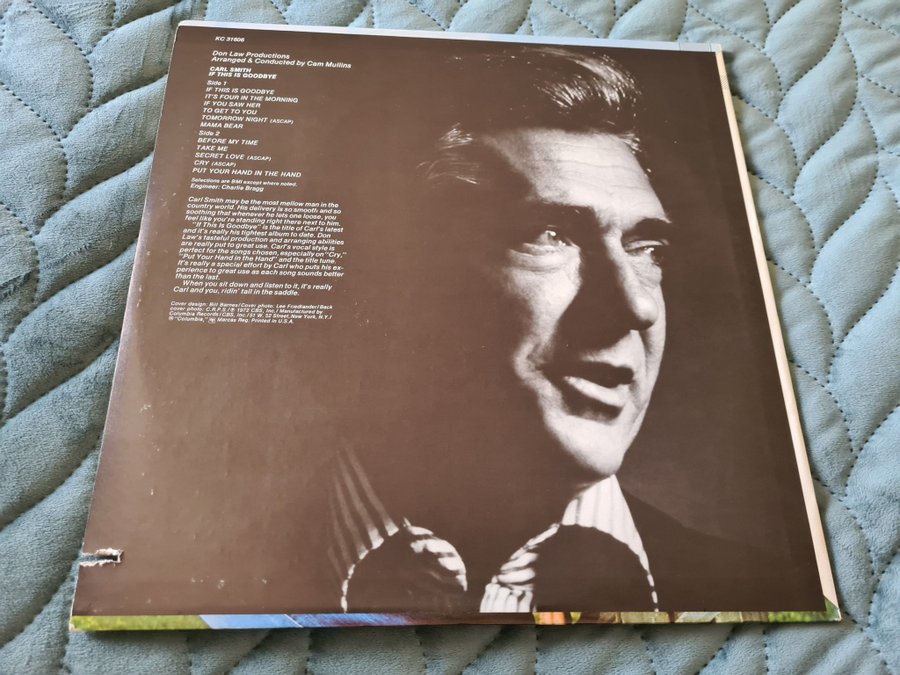 KC 31606
Don Law Productions
Arranged & Conducted by Cam Mullins
CARL SMITH
IF THIS IS GOODBYE
Side 1
IF THIS IS GOODBYE
IT'S FOUR IN THE MORNING
IF YOU SAW HER
TO GET TO YOU
TOMORROW NIGHT (ASCAP)
MAMA BEAR
Side 2
BEFORE MY TIME
TAKE ME
SECRET LOVE (ASCAP)
CRY (ASCAP)
PUT YOUR HAND IN THE HAND
Selections are BMI except where noted.
Engineer: Charlie Bragg
Carl Smith may be the most mellow man in the
country world. His delivery is so smooth and so
soothing that whenever he lets one loose, you
feel like you're standing right there next to him.
"If This Is Goodbye" is the title of Carl's latest
and it's really his tightest album to date. Don
Law's tasteful production and arranging abilities
are really put to great use. Carl's vocal style is
perfect for the songs chosen, especially on "Cry,"
"Put Your Hand in the Hand" and the title tune.
It's really a special effort by Carl who puts his ex-
perience to great use as each song sounds better
than the last.
When you sit down and listen to it, it's really
Carl and you, ridin' tall in the saddle.
Cover design: Bill Barnes/Cover photo: Lee Friedlander/Back
cover photo: C.R.P.S./℗ 1972 CBS, Inc./Manufactured by
Columbia Records/CBS, Inc./51 W. 52 Street, New York, N.Y./
® "Columbia," Marcas Reg. Printed in U.S.A.